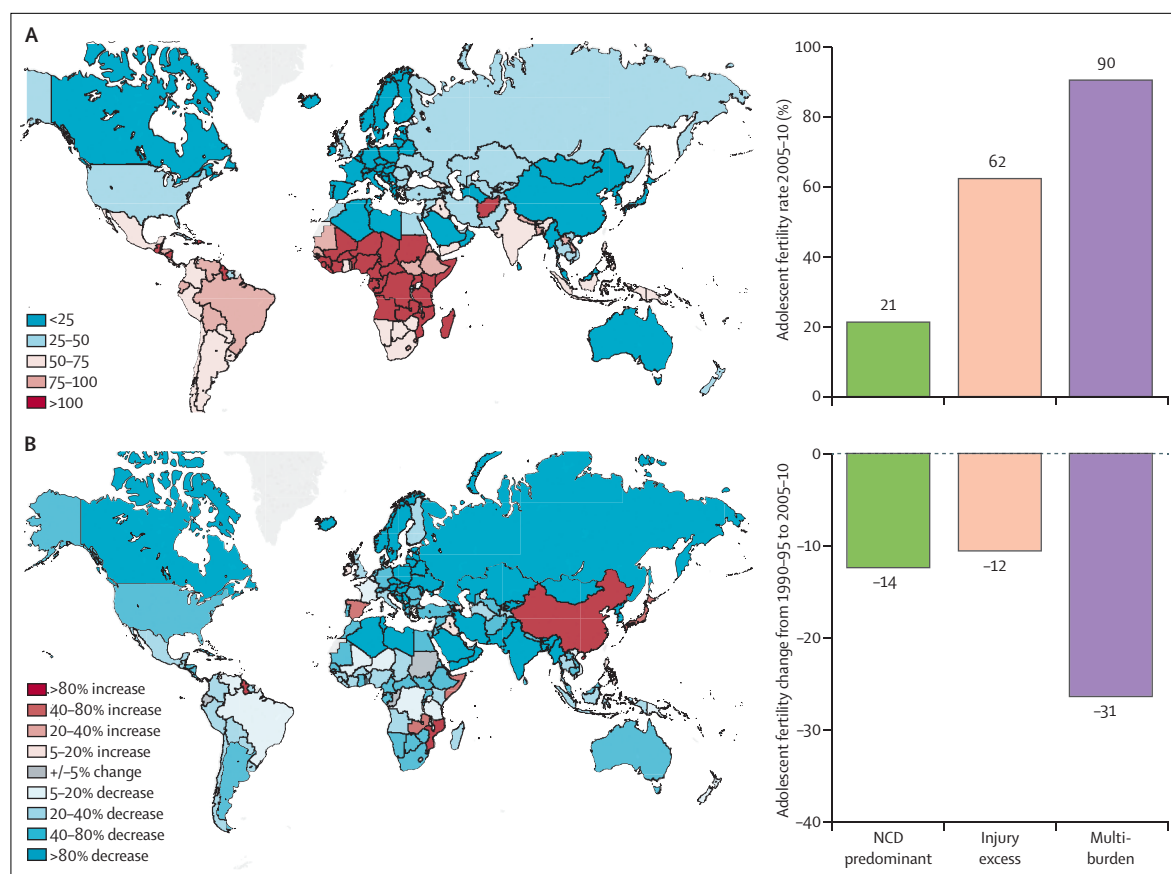 A
<25
25–50
50–75
75–100
>100
Adolescent fertility rate 2005–10 (%)
100
80
60
40
20
0
21
62
90
B
>80% increase
40–80% increase
20–40% increase
5–20% increase
+/–5% change
5–20% decrease
20–40% decrease
40–80% decrease
>80% decrease
Adolescent fertility change from 1990–95 to 2005–10
0
–10
–20
–30
–40
–14
–12
–31
NCD
predominant
Injury
excess
Multi-
burden